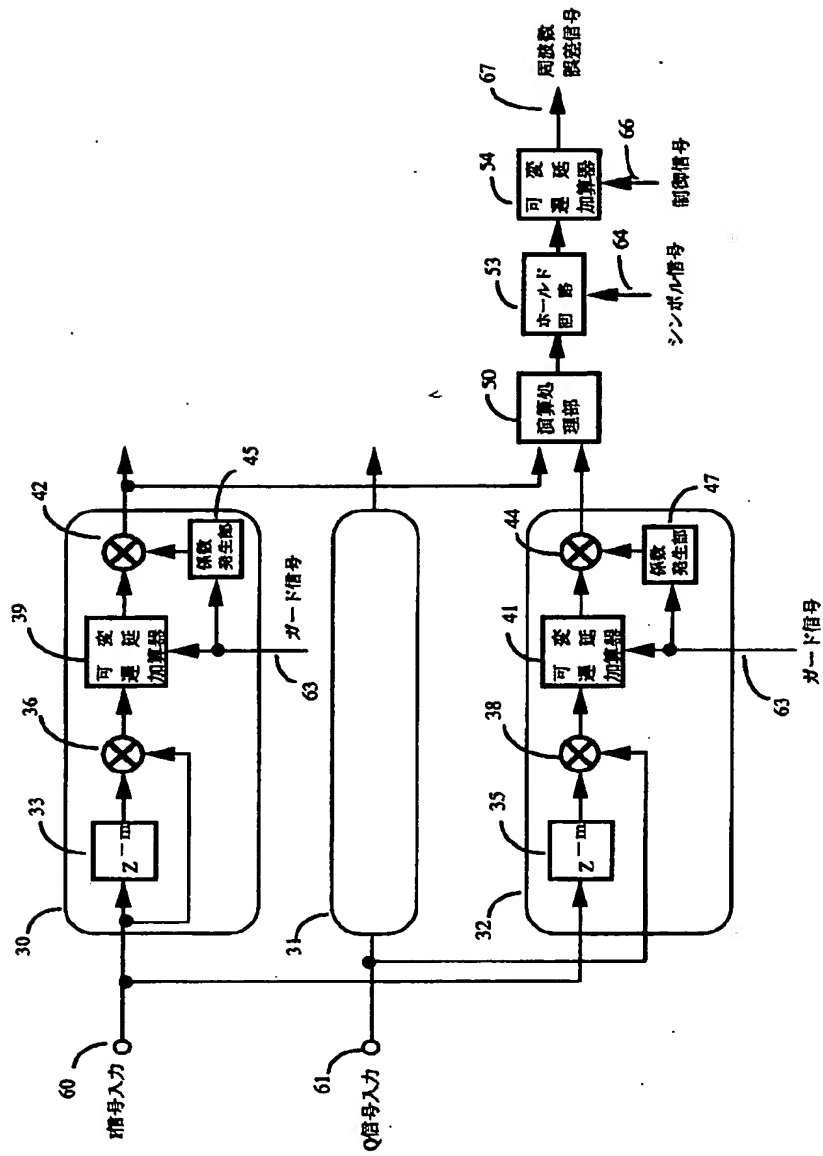 60
I信号入力
30
33
Z⁻ᵐ
36
39
可 変
遅 延
加算器
42
45
係数
発生部
63
ガード信号
61
Q信号入力
31
32
35
Z⁻ᵐ
38
41
可 変
遅 延
加算器
44
47
係数
発生部
63
ガード信号
50
演算処
理部
53
ホールド
回 路
64
シンボル信号
54
可 変
遅 延
加算器
66
制御信号
67
周波数
誤差信号